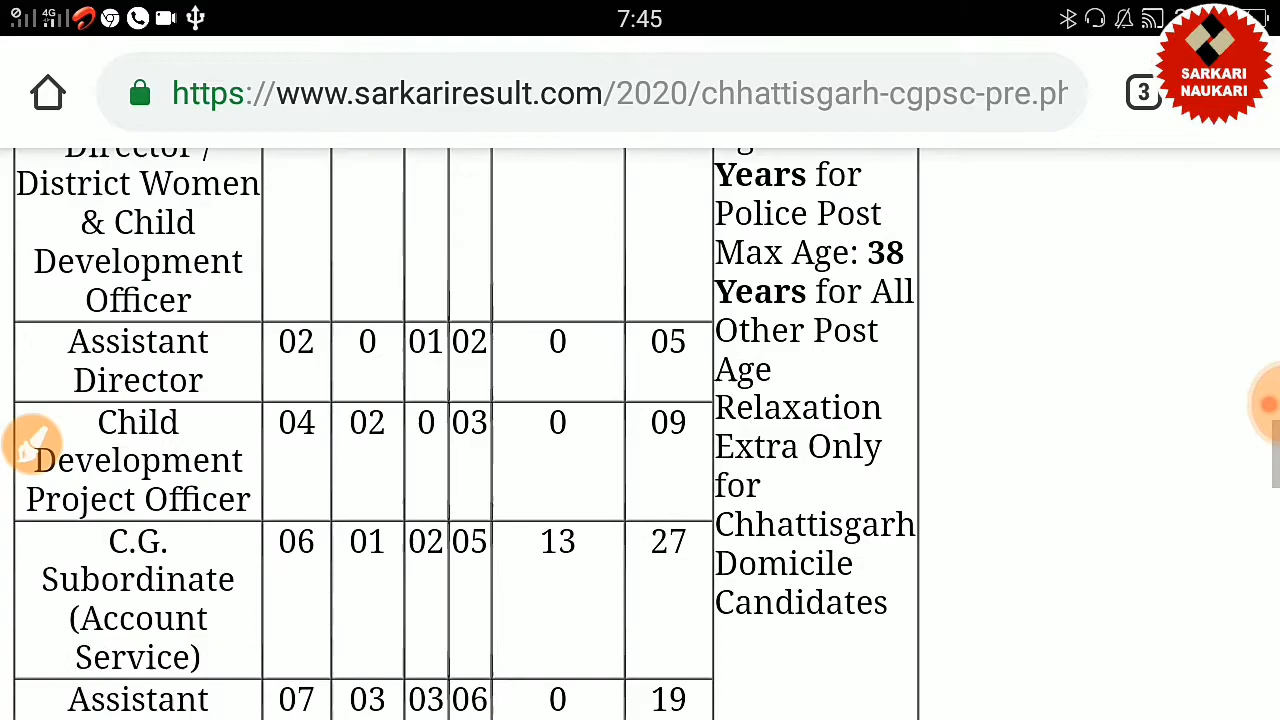 4G
7:45
https://www.sarkariresult.com/2020/chhattisgarh-cgpsc-pre.ph
3
SARKARI
NAUKARI
Director /
District Women
& Child
Development
Officer
Assistant
Director
02 0 01 02 0 05
Child
Development
Project Officer
04 02 0 03 0 09
C.G.
Subordinate
(Account
Service)
06 01 02 05 13 27
Assistant 07 03 03 06 0 19
Years for
Police Post
Max Age: 38
Years for All
Other Post
Age
Relaxation
Extra Only
for
Chhattisgarh
Domicile
Candidates